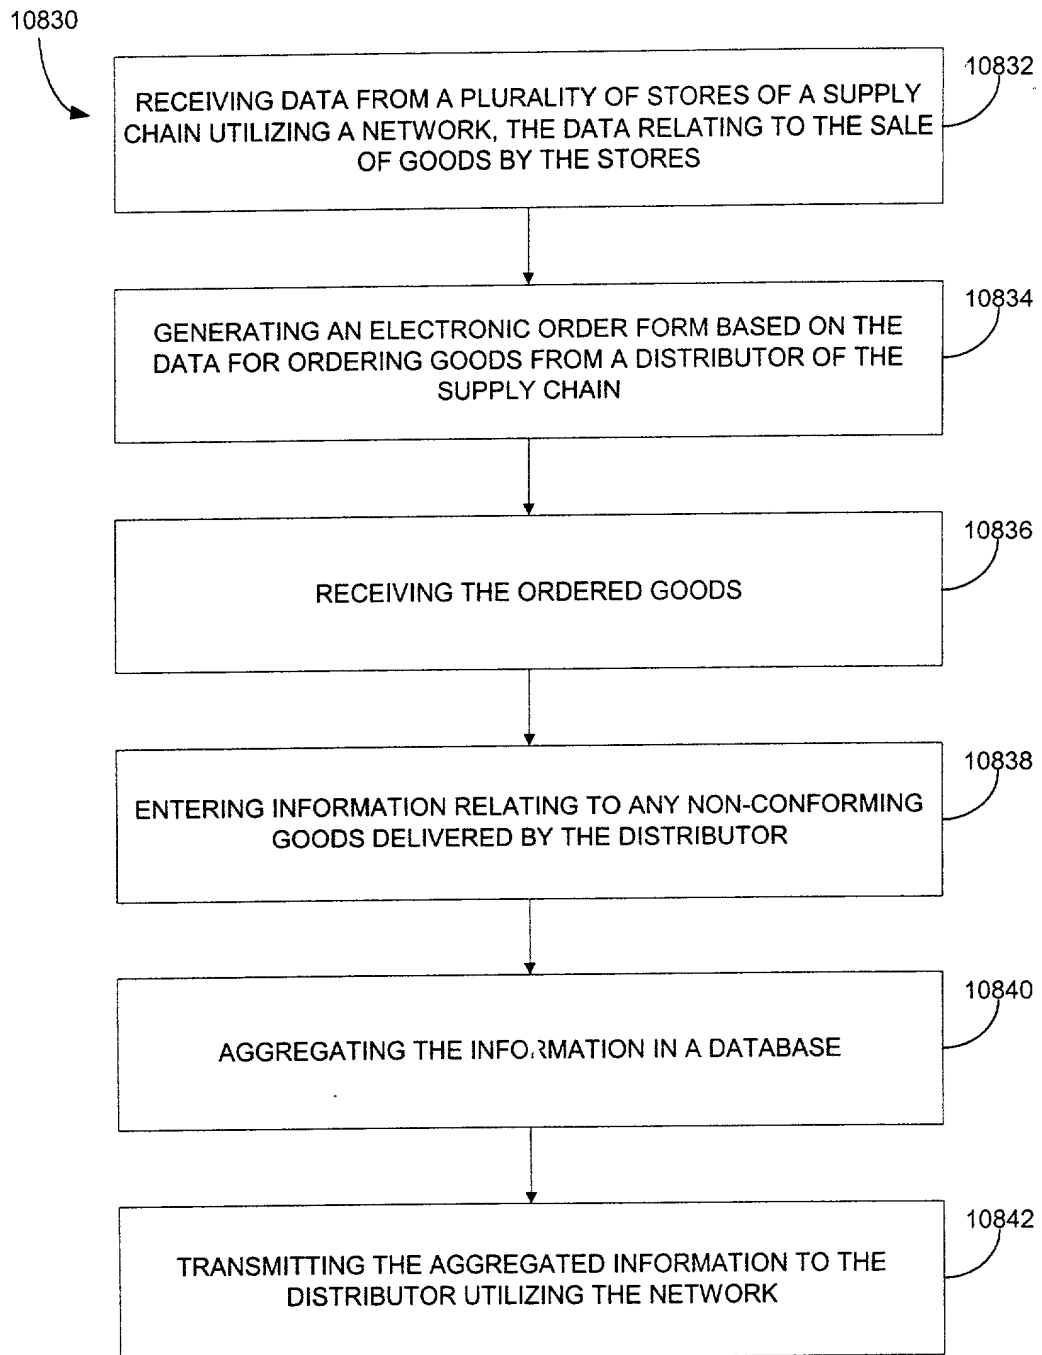 10830
10832
RECEIVING DATA FROM A PLURALITY OF STORES OF A SUPPLY
CHAIN UTILIZING A NETWORK, THE DATA RELATING TO THE SALE
OF GOODS BY THE STORES
10834
GENERATING AN ELECTRONIC ORDER FORM BASED ON THE
DATA FOR ORDERING GOODS FROM A DISTRIBUTOR OF THE
SUPPLY CHAIN
10836
RECEIVING THE ORDERED GOODS
10838
ENTERING INFORMATION RELATING TO ANY NON-CONFORMING
GOODS DELIVERED BY THE DISTRIBUTOR
10840
AGGREGATING THE INFORMATION IN A DATABASE
10842
TRANSMITTING THE AGGREGATED INFORMATION TO THE
DISTRIBUTOR UTILIZING THE NETWORK